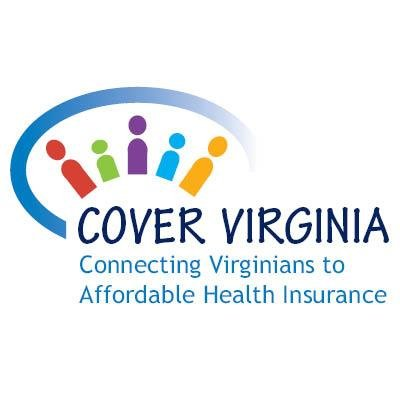 COVER VIRGINIA
Connecting Virginians to
Affordable Health Insurance